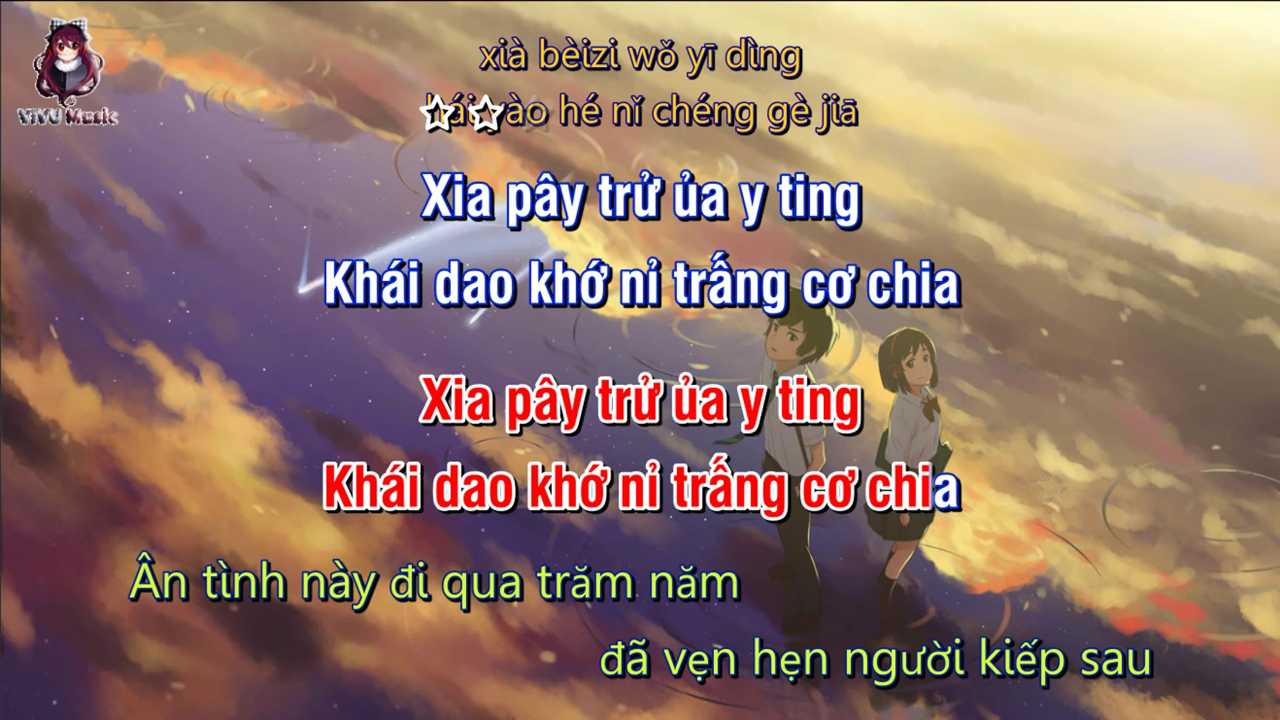 ViVU Music
xià bèizi wǒ yī dìng
hái yào hé nǐ chéng gè jiā
Xia pây trử ủa y ting
Khái dao khớ nỉ trấng cơ chia
Xia pây trử ủa y ting
Khái dao khớ nỉ trấng cơ chia
Ân tình này đi qua trăm năm
đã vẹn hẹn người kiếp sau